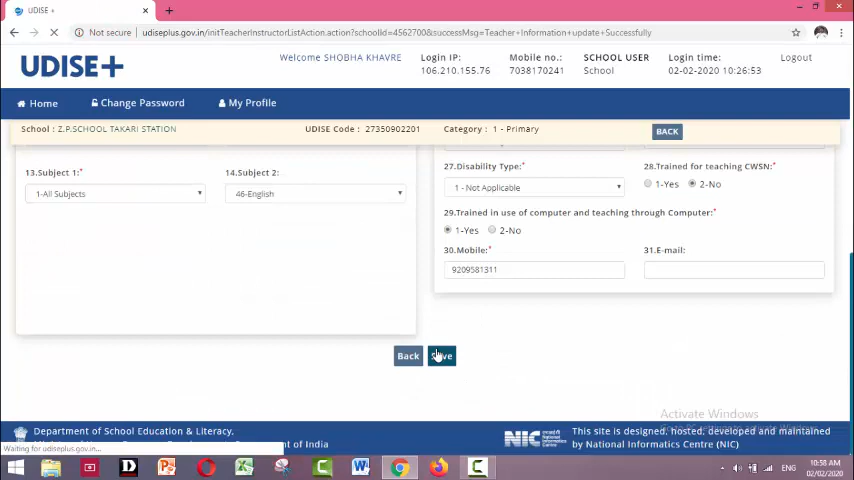 UDISE +
Not secure | udiseplus.gov.in/initTeacherInstructorListAction.action?schoolId=4562700&successMsg=Teacher+Information+update+Successfully
UDISE+
Welcome SHOBHA KHAVRE
Login IP:
106.210.155.76
Mobile no.:
7038170241
SCHOOL USER
School
Login time:
02-02-2020 10:26:53
Logout
Home
Change Password
My Profile
School : Z.P.SCHOOL TAKARI STATION
UDISE Code : 27350902201
Category : 1 - Primary
BACK
13.Subject 1:*
1-All Subjects
14.Subject 2:
46-English
27.Disability Type:*
1 - Not Applicable
28.Trained for teaching CWSN:*
1-Yes 2-No
29.Trained in use of computer and teaching through Computer:*
1-Yes 2-No
30.Mobile:*
9209581311
31.E-mail:
Back
Activate Windows
Department of School Education & Literacy,
t of India
NIC
This site is designed, hosted, developed and maintained
by National Informatics Centre (NIC)
Waiting for udiseplus.gov.in...
ENG
10:58 AM
02/02/2020